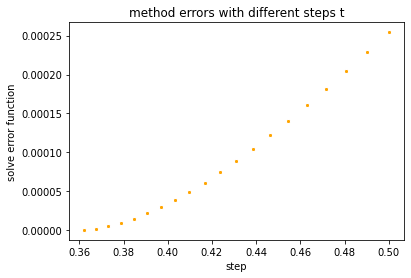 method errors with different steps t
solve error function
0.00025
0.00020
0.00015
0.00010
0.00005
0.00000
0.36 0.38 0.40 0.42 0.44 0.46 0.48 0.50
step